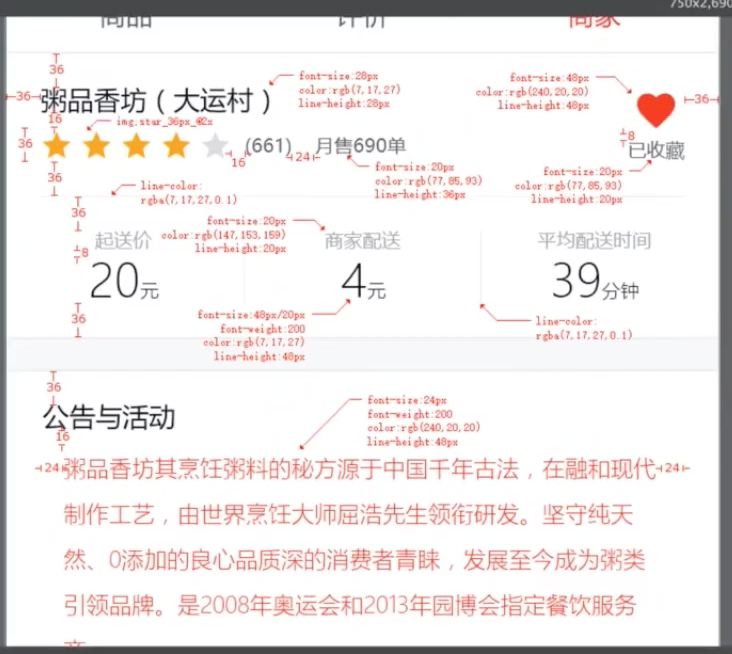 750x2,690
商品 评价 商家
36
font-size:28px
color:rgb(7,17,27)
line-height:28px
font-size:48px
color:rgb(240,20,20)
line-height:48px
36
粥品香坊（大运村）
36
16
img:star_36px_@2x
36
(661)
月售690单
16
24
8
已收藏
36
font-size:20px
color:rgb(77,85,93)
line-height:36px
font-size:20px
color:rgb(77,85,93)
line-height:20px
line-color:
rgba(7,17,27,0.1)
36
font-size:20px
color:rgb(147,153,159)
line-height:20px
起送价
商家配送
平均配送时间
8
20元
4元
39分钟
36
font-size:48px/20px
font-weight:200
color:rgb(7,17,27)
line-height:48px
line-color:
rgba(7,17,27,0.1)
36
公告与活动
16
font-size:24px
font-weight:200
color:rgb(240,20,20)
line-height:48px
24
粥品香坊其烹饪粥料的秘方源于中国千年古法，在融和现代
24
制作工艺，由世界烹饪大师屈浩先生领衔研发。坚守纯天
然、0添加的良心品质深的消费者青睐，发展至今成为粥类
引领品牌。是2008年奥运会和2013年园博会指定餐饮服务